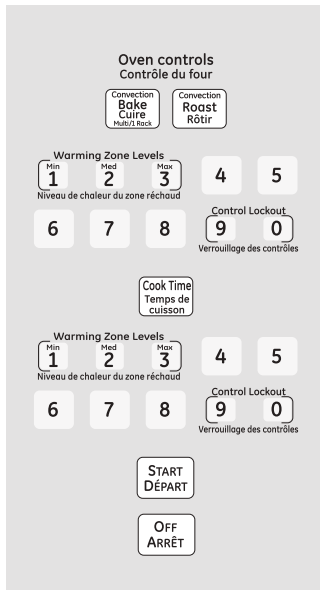 Oven controls
Contrôle du four
Convection Convection
Bake Roast
Cuire Rôtir
Multi/1 Rack
Warming Zone Levels
Min Med Max
1 2 3 4 5
Niveau de chaleur du zone réchaud
Control Lockout
6 7 8 9 0
Verrouillage des contrôles
Cook Time
Temps de
cuisson
Warming Zone Levels
Min Med Max
1 2 3 4 5
Niveau de chaleur du zone réchaud
Control Lockout
6 7 8 9 0
Verrouillage des contrôles
START
DÉPART
OFF
ARRÊT